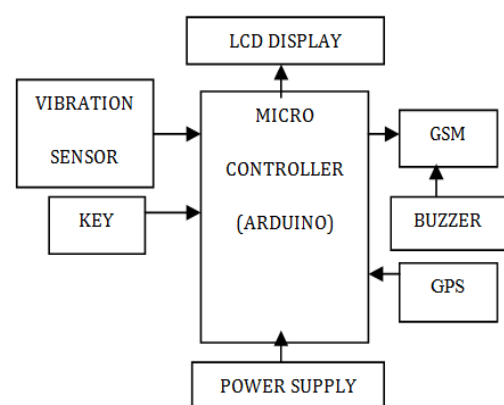 LCD DISPLAY
VIBRATION
SENSOR
MICRO
CONTROLLER
(ARDUINO)
GSM
KEY
BUZZER
GPS
POWER SUPPLY